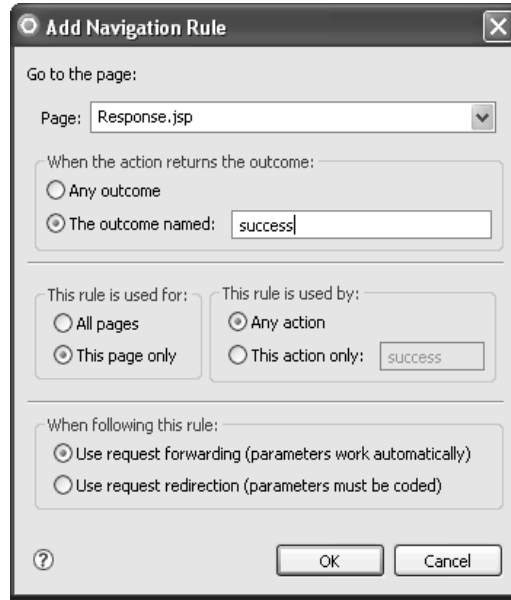 Add Navigation Rule
Go to the page:
Page: Response.jsp
When the action returns the outcome:
Any outcome
The outcome named: success
This rule is used for:
All pages
This page only
This rule is used by:
Any action
This action only: success
When following this rule:
Use request forwarding (parameters work automatically)
Use request redirection (parameters must be coded)
?
OK
Cancel